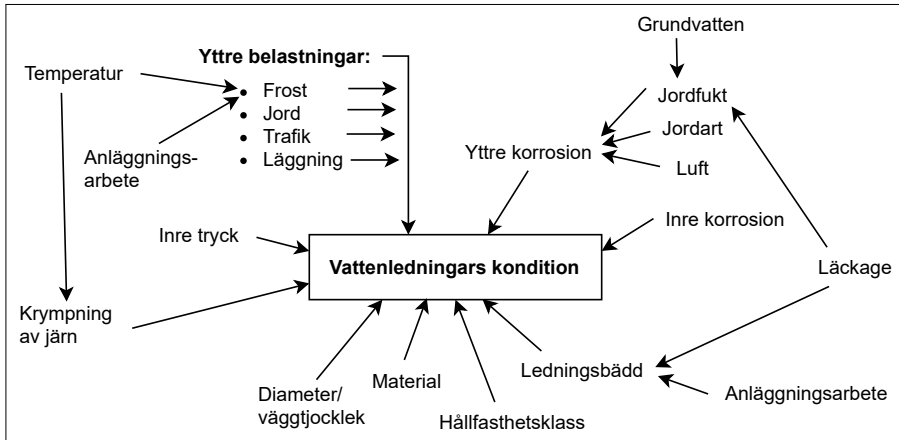 Grundvatten
Yttre belastningar:
Temperatur
• Frost
• Jord
• Trafik
• Läggning
Anläggnings-
arbete
Jordfukt
Jordart
Luft
Yttre korrosion
Inre tryck
Inre korrosion
Vattenledningars kondition
Läckage
Krympning
av järn
Diameter/
väggtjocklek
Material
Hållfasthetsklass
Ledningsbädd
Anläggningsarbete